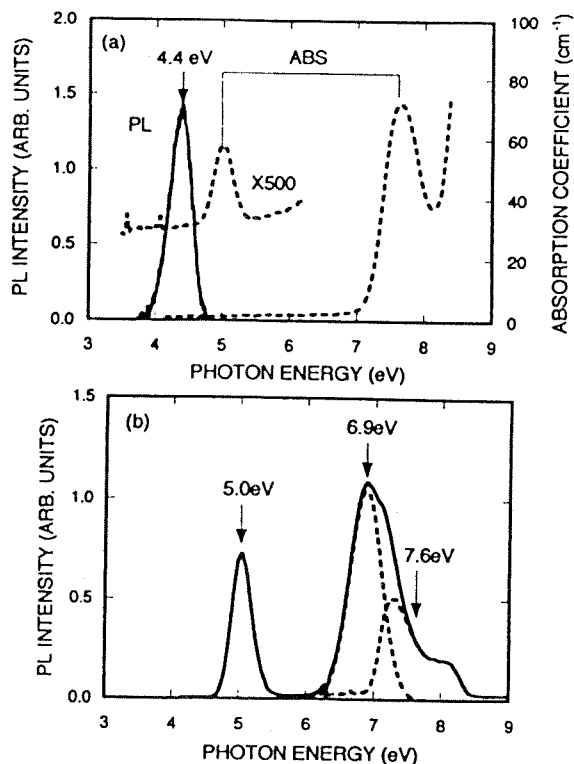 (a)
4.4 eV
ABS
PL
X500
2.0
1.5
1.0
0.5
0.0
PL INTENSITY (ARB. UNITS)
100
80
60
40
20
0
ABSORPTION COEFFICIENT (cm⁻¹)
3 4 5 6 7 8 9
PHOTON ENERGY (eV)
(b)
6.9eV
5.0eV
7.6eV
1.5
1.0
0.5
0.0
PL INTENSITY (ARB. UNITS)
3 4 5 6 7 8 9
PHOTON ENERGY (eV)